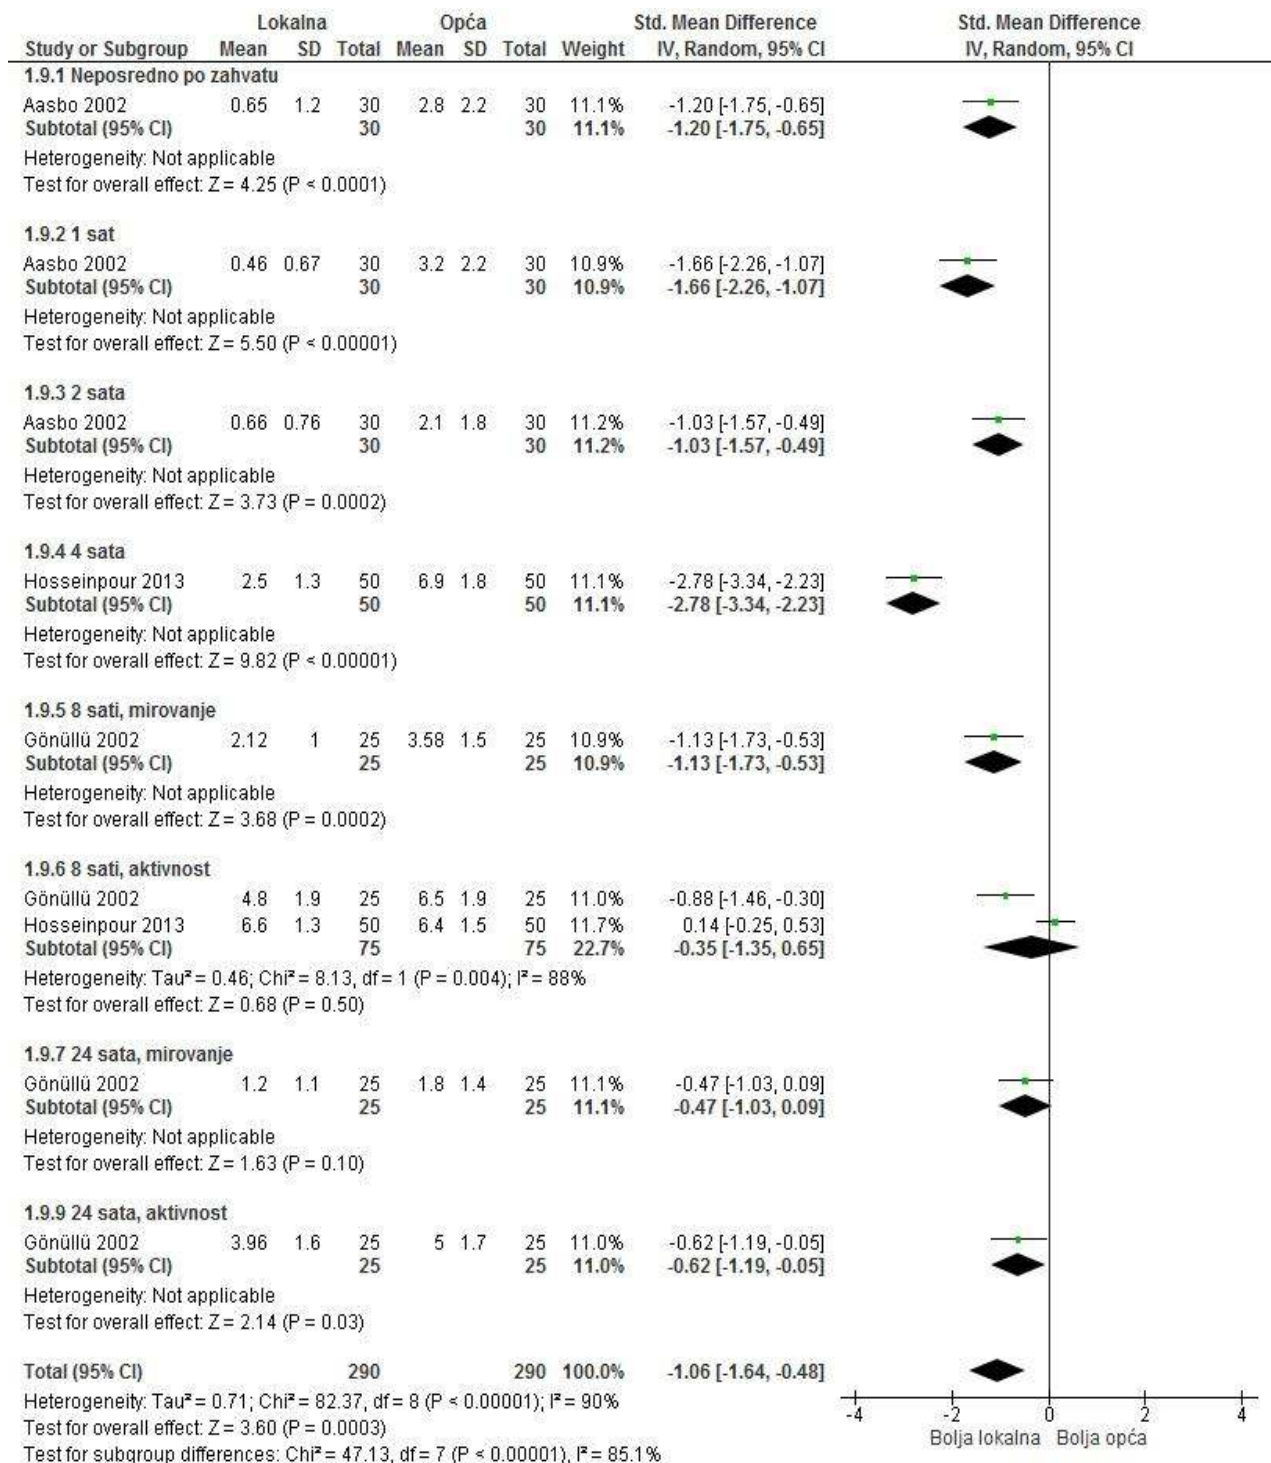 Lokalna Opća Std. Mean Difference Std. Mean Difference
Study or Subgroup Mean SD Total Mean SD Total Weight IV, Random, 95% CI IV, Random, 95% CI
1.9.1 Neposredno po zahvatu
Aasbo 2002 0.65 1.2 30 2.8 2.2 30 11.1% -1.20 [-1.75, -0.65]
Subtotal (95% CI) 30 30 11.1% -1.20 [-1.75, -0.65]
Heterogeneity: Not applicable
Test for overall effect: Z = 4.25 (P < 0.0001)
1.9.2 1 sat
Aasbo 2002 0.46 0.67 30 3.2 2.2 30 10.9% -1.66 [-2.26, -1.07]
Subtotal (95% CI) 30 30 10.9% -1.66 [-2.26, -1.07]
Heterogeneity: Not applicable
Test for overall effect: Z = 5.50 (P < 0.00001)
1.9.3 2 sata
Aasbo 2002 0.66 0.76 30 2.1 1.8 30 11.2% -1.03 [-1.57, -0.49]
Subtotal (95% CI) 30 30 11.2% -1.03 [-1.57, -0.49]
Heterogeneity: Not applicable
Test for overall effect: Z = 3.73 (P = 0.0002)
1.9.4 4 sata
Hosseinpour 2013 2.5 1.3 50 6.9 1.8 50 11.1% -2.78 [-3.34, -2.23]
Subtotal (95% CI) 50 50 11.1% -2.78 [-3.34, -2.23]
Heterogeneity: Not applicable
Test for overall effect: Z = 9.82 (P < 0.00001)
1.9.5 8 sati, mirovanje
Gönüllü 2002 2.12 1 25 3.58 1.5 25 10.9% -1.13 [-1.73, -0.53]
Subtotal (95% CI) 25 25 10.9% -1.13 [-1.73, -0.53]
Heterogeneity: Not applicable
Test for overall effect: Z = 3.68 (P = 0.0002)
1.9.6 8 sati, aktivnost
Gönüllü 2002 4.8 1.9 25 6.5 1.9 25 11.0% -0.88 [-1.46, -0.30]
Hosseinpour 2013 6.6 1.3 50 6.4 1.5 50 11.7% 0.14 [-0.25, 0.53]
Subtotal (95% CI) 75 75 22.7% -0.35 [-1.35, 0.65]
Heterogeneity: Tau² = 0.46; Chi² = 8.13, df = 1 (P = 0.004); I² = 88%
Test for overall effect: Z = 0.68 (P = 0.50)
1.9.7 24 sata, mirovanje
Gönüllü 2002 1.2 1.1 25 1.8 1.4 25 11.1% -0.47 [-1.03, 0.09]
Subtotal (95% CI) 25 25 11.1% -0.47 [-1.03, 0.09]
Heterogeneity: Not applicable
Test for overall effect: Z = 1.63 (P = 0.10)
1.9.9 24 sata, aktivnost
Gönüllü 2002 3.96 1.6 25 5 1.7 25 11.0% -0.62 [-1.19, -0.05]
Subtotal (95% CI) 25 25 11.0% -0.62 [-1.19, -0.05]
Heterogeneity: Not applicable
Test for overall effect: Z = 2.14 (P = 0.03)
Total (95% CI) 290 290 100.0% -1.06 [-1.64, -0.48]
Heterogeneity: Tau² = 0.71; Chi² = 82.37, df = 8 (P < 0.00001); I² = 90%
Test for overall effect: Z = 3.60 (P = 0.0003)
Test for subgroup differences: Chi² = 47.13, df = 7 (P < 0.00001), I² = 85.1%
-4 -2 0 2 4
Bolja lokalna Bolja opća